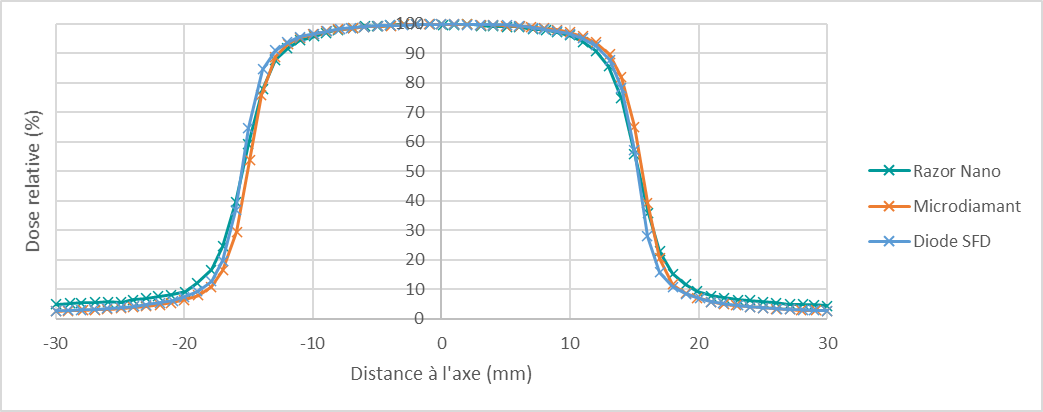 100
90
80
70
60
50
40
30
20
10
0
-30 -20 -10 0 10 20 30
Dose relative (%)
Distance à l'axe (mm)
Razor Nano
Microdiamant
Diode SFD